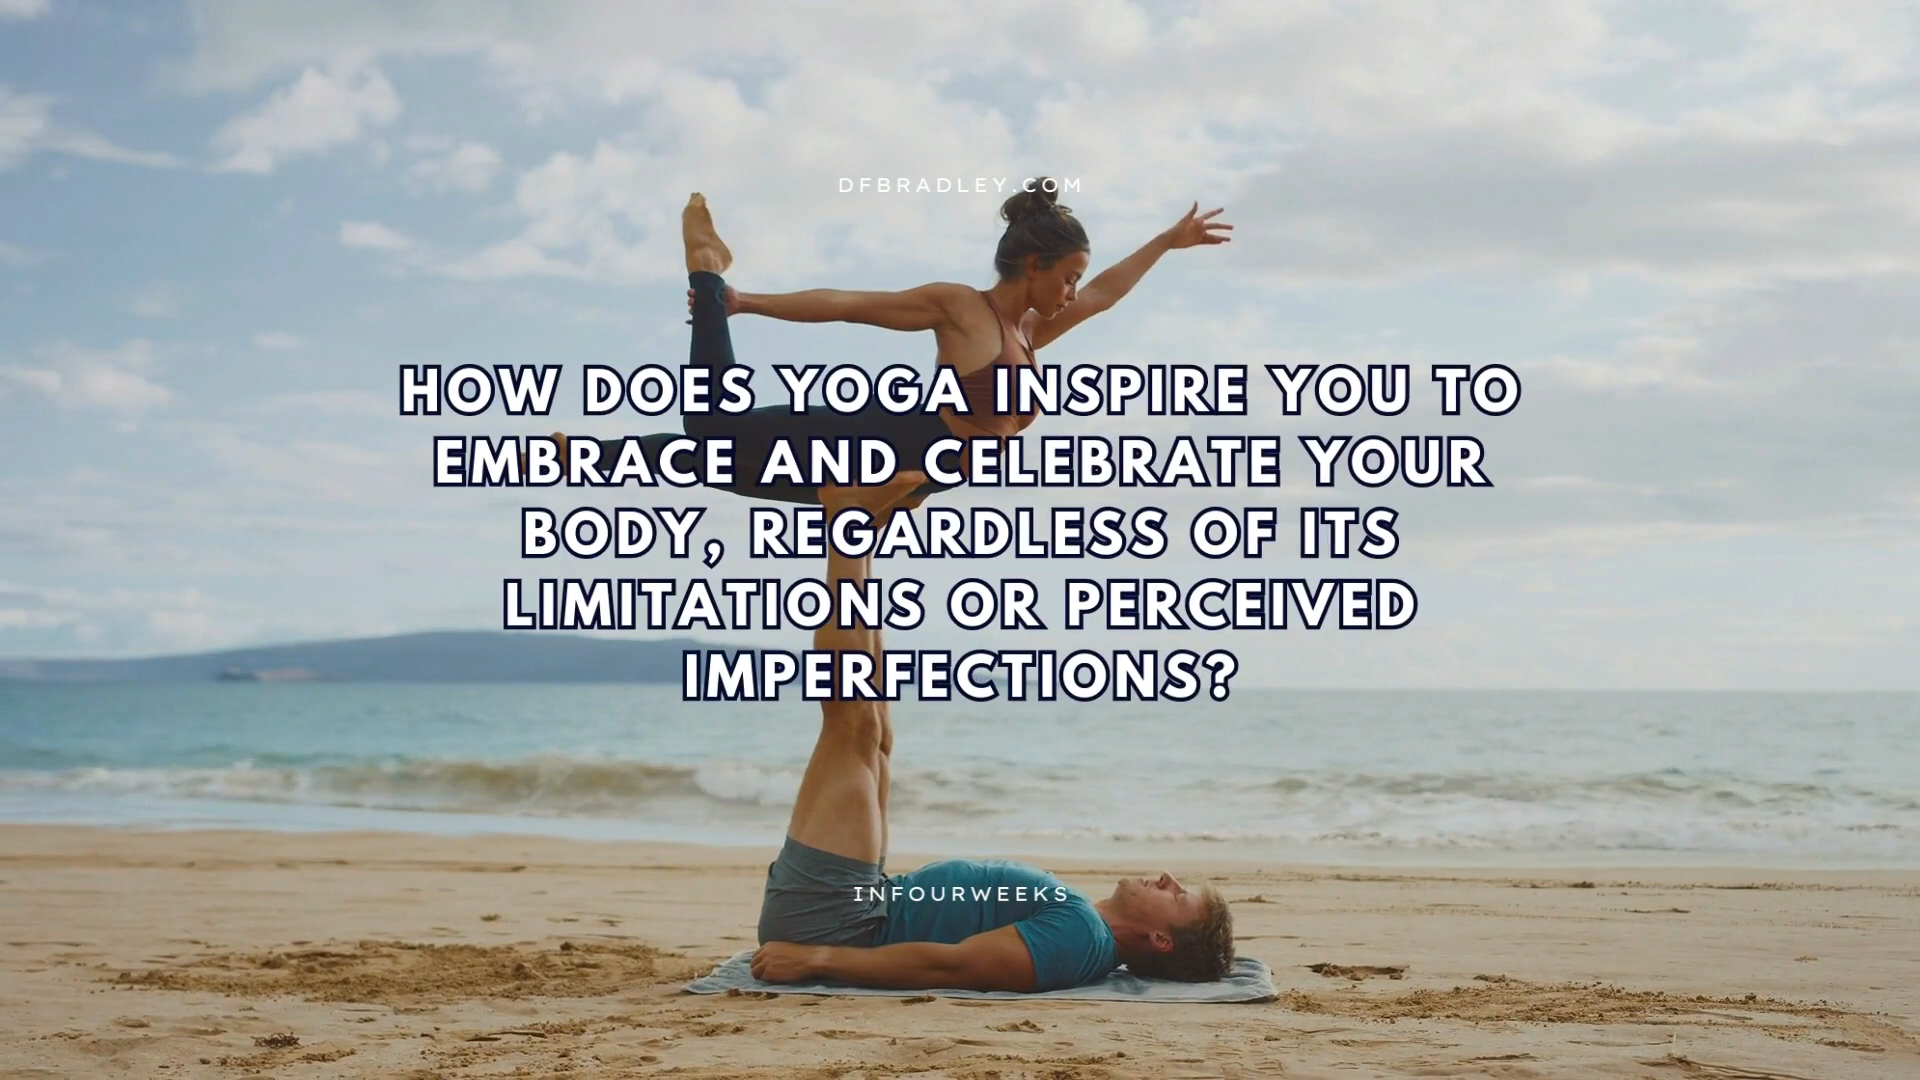 DFBRADLEY.COM
HOW DOES YOGA INSPIRE YOU TO
EMBRACE AND CELEBRATE YOUR
BODY, REGARDLESS OF ITS
LIMITATIONS OR PERCEIVED
IMPERFECTIONS?
INFOURWEEKS